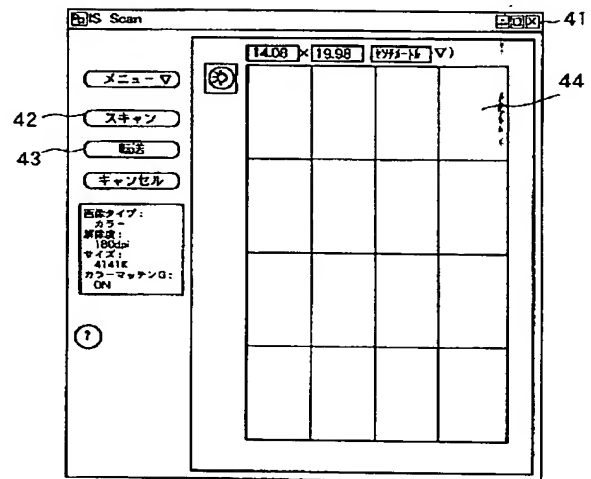 IS Scan
41
14.08 × 19.98 センチメートル ▽)
メニュー ▽
44
42
スキャン
43
転送
キャンセル
画像タイプ:
カラー
解像度:
180dpi
サイズ:
4141K
カラーマッチング:
ON
?